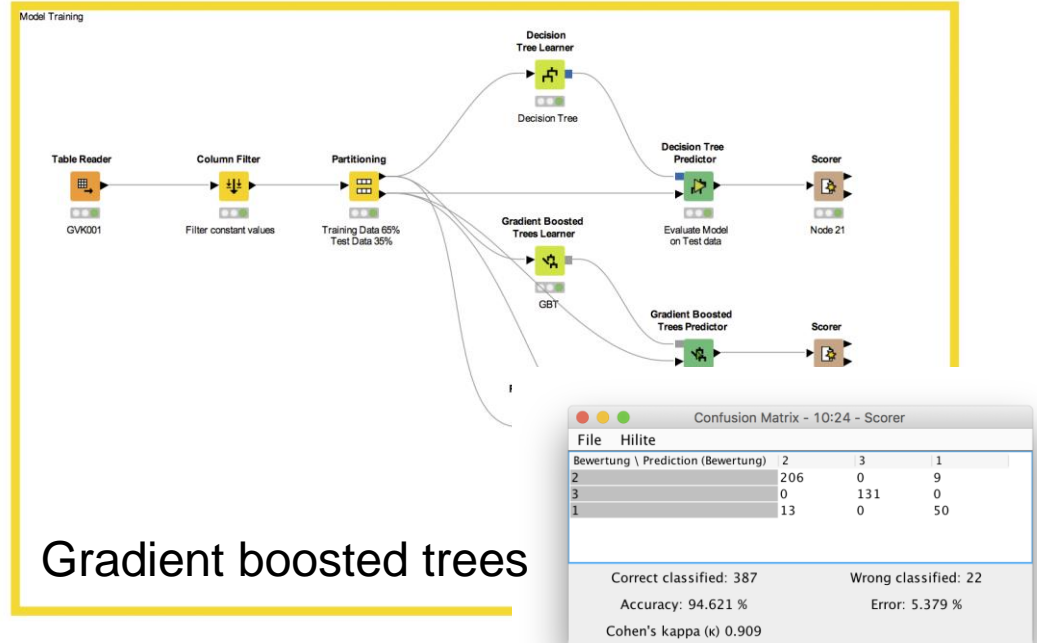 Model Training
Decision
Tree Learner
Decision Tree
Table Reader
GVK001
Column Filter
Filter constant values
Partitioning
Training Data 65%
Test Data 35%
Decision Tree
Predictor
Evaluate Model
on Test data
Scorer
Node 21
Gradient Boosted
Trees Learner
GBT
Gradient Boosted
Trees Predictor
Scorer
Gradient boosted trees
Confusion Matrix - 10:24 - Scorer
File Hilite
Bewertung \ Prediction (Bewertung) 2 3 1
2 206 0 9
3 0 131 0
1 13 0 50
Correct classified: 387 Wrong classified: 22
Accuracy: 94.621 % Error: 5.379 %
Cohen's kappa (κ) 0.909